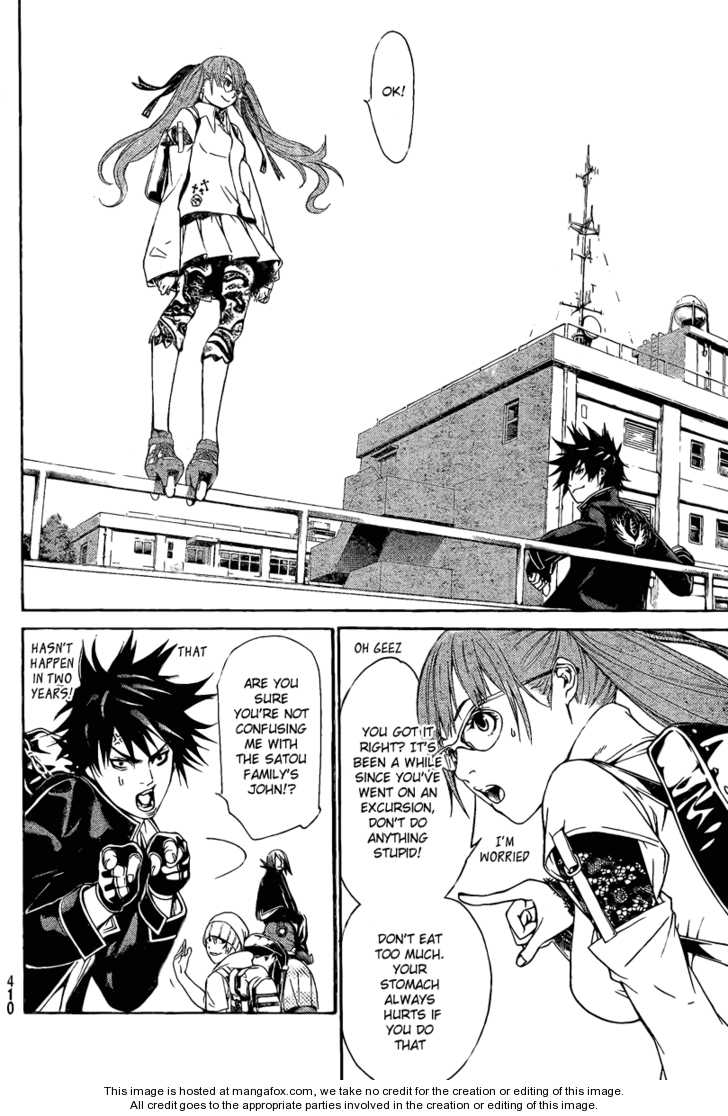 OK!
OH GEEZ
YOU GOT IT
RIGHT? IT'S
BEEN A WHILE
SINCE YOU'VE
WENT ON AN
EXCURSION,
DON'T DO
ANYTHING
STUPID!
I'M
WORRIED
DON'T EAT
TOO MUCH.
YOUR
STOMACH
ALWAYS
HURTS IF
YOU DO
THAT
ARE YOU
SURE
YOU'RE NOT
CONFUSING
ME WITH
THE SATOU
FAMILY'S
JOHN!?
THAT
HASN'T
HAPPEN
IN TWO
YEARS!
410
This image is hosted at mangafox.com, we take no credit for the creation or editing of this image.
All credit goes to the appropriate parties involved in the creation or editing of this image.